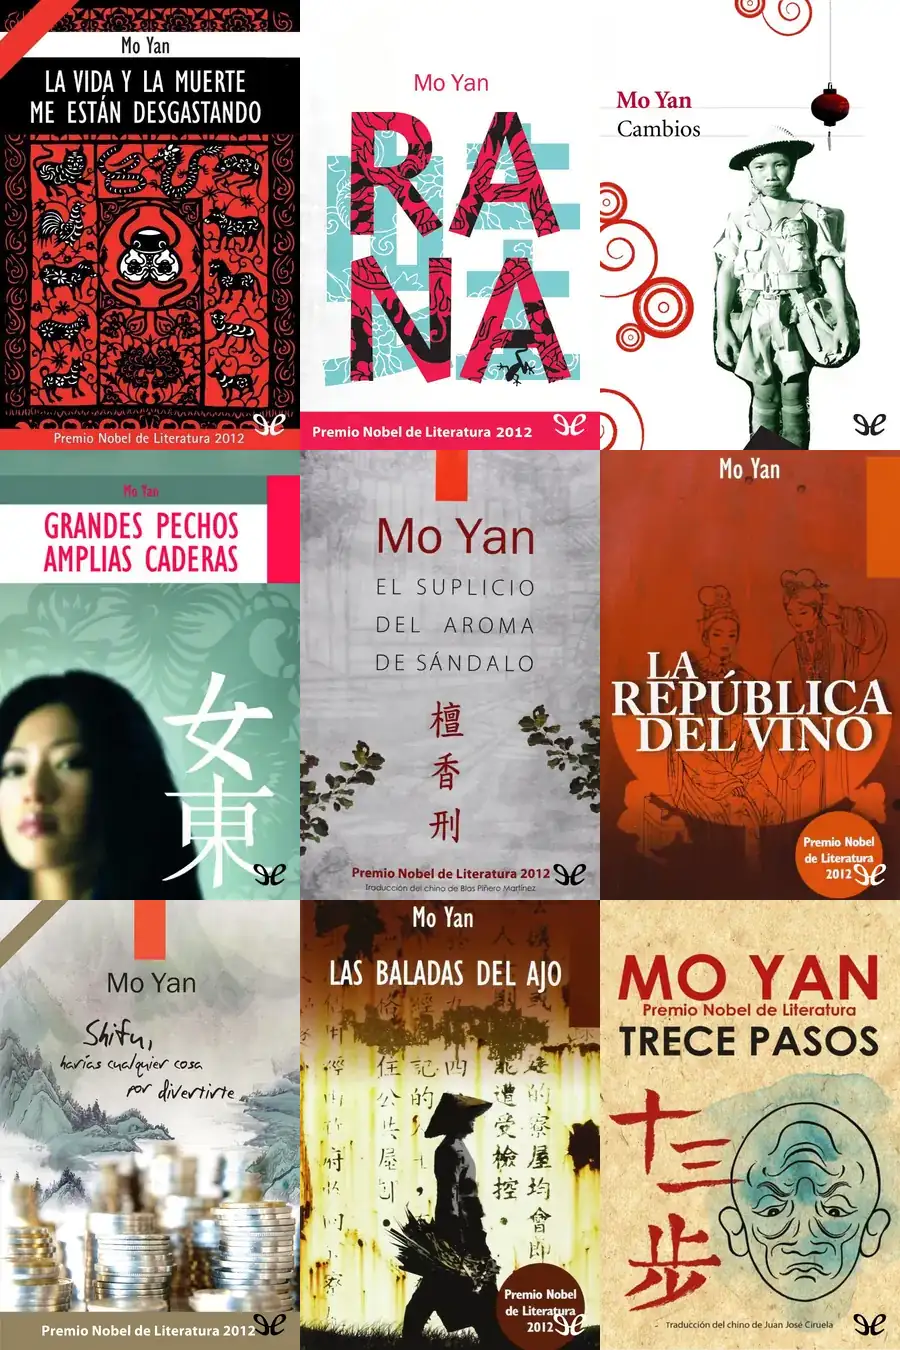 Mo Yan
LA VIDA Y LA MUERTE
ME ESTÁN DESGASTANDO
Premio Nobel de Literatura 2012
Mo Yan
RA
NA
Premio Nobel de Literatura 2012
Mo Yan
Cambios
Mo Yan
GRANDES PECHOS
AMPLIAS CADERAS
女
東
Mo Yan
EL SUPLICIO
DEL AROMA
DE SÁNDALO
檀
香
刑
Premio Nobel de Literatura 2012
Traducción del chino de Blas Piñero Martínez
Mo Yan
LA
REPÚBLICA
DEL VINO
Premio Nobel
de Literatura
2012
Mo Yan
Shifu,
harías cualquier cosa
por divertirte
Premio Nobel de Literatura 2012
Mo Yan
LAS BALADAS DEL AJO
Premio Nobel
de Literatura
2012
MO YAN
Premio Nobel de Literatura
TRECE PASOS
十
三
步
Traducción del chino de Juan José Ciruela